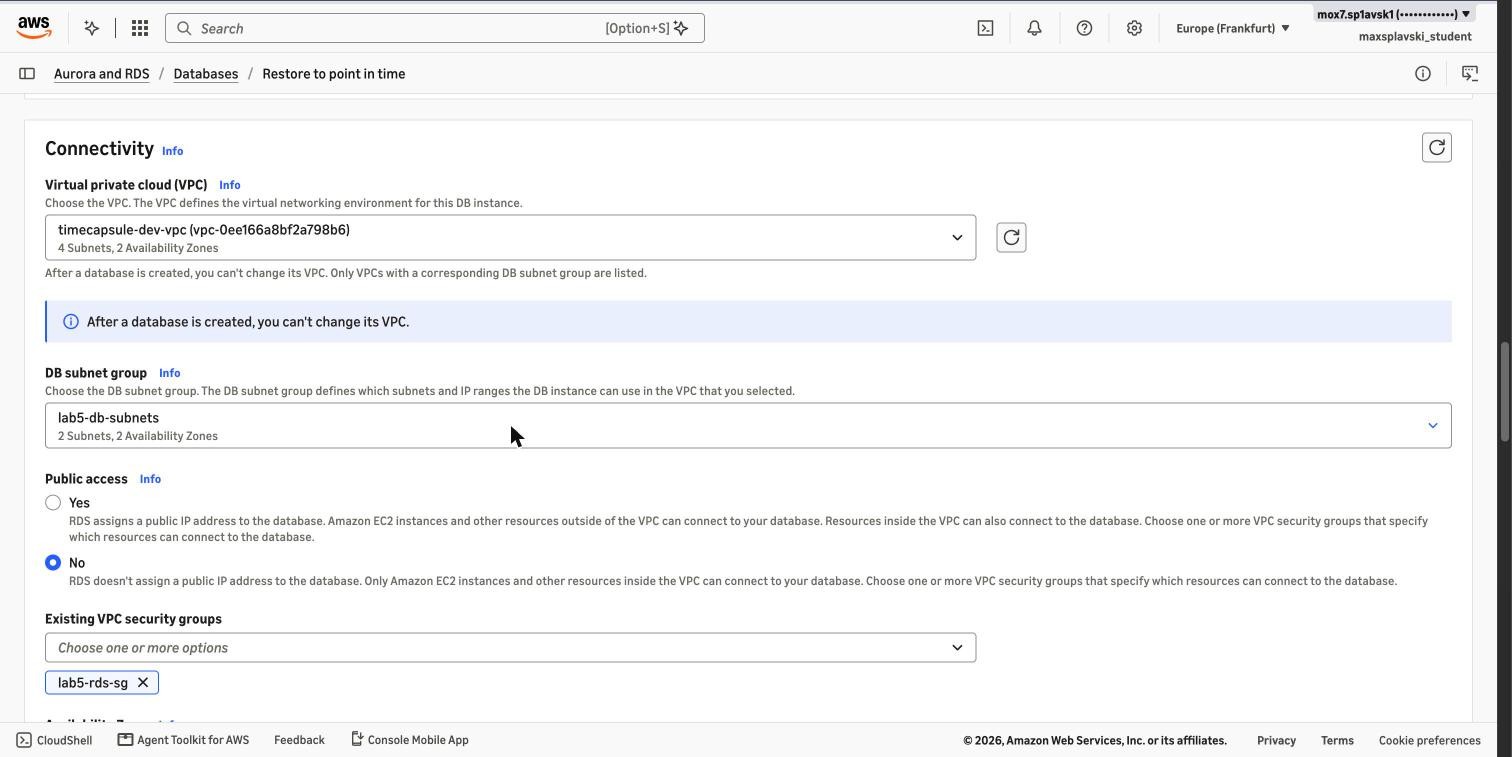 aws
Search
[Option+S]
Europe (Frankfurt)
mox7.sp1avsk1 (••••••••••••)
maxsplavski_student
Aurora and RDS / Databases / Restore to point in time
Connectivity Info
Virtual private cloud (VPC) Info
Choose the VPC. The VPC defines the virtual networking environment for this DB instance.
timecapsule-dev-vpc (vpc-0ee166a8bf2a798b6)
4 Subnets, 2 Availability Zones
After a database is created, you can't change its VPC. Only VPCs with a corresponding DB subnet group are listed.
After a database is created, you can't change its VPC.
DB subnet group Info
Choose the DB subnet group. The DB subnet group defines which subnets and IP ranges the DB instance can use in the VPC that you selected.
lab5-db-subnets
2 Subnets, 2 Availability Zones
Public access Info
Yes
RDS assigns a public IP address to the database. Amazon EC2 instances and other resources outside of the VPC can connect to your database. Resources inside the VPC can also connect to the database. Choose one or more VPC security groups that specify
which resources can connect to the database.
No
RDS doesn't assign a public IP address to the database. Only Amazon EC2 instances and other resources inside the VPC can connect to your database. Choose one or more VPC security groups that specify which resources can connect to the database.
Existing VPC security groups
Choose one or more options
lab5-rds-sg
CloudShell
Agent Toolkit for AWS
Feedback
Console Mobile App
© 2026, Amazon Web Services, Inc. or its affiliates.
Privacy
Terms
Cookie preferences